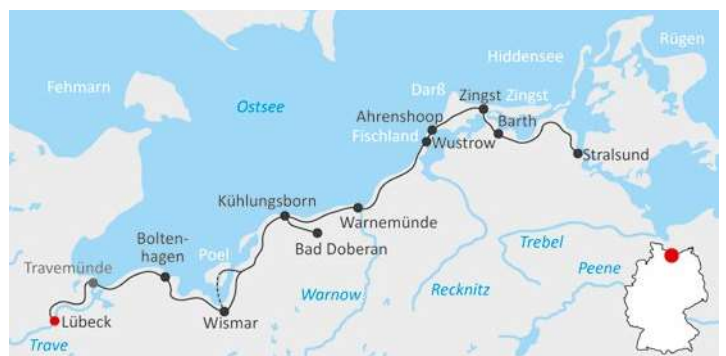 Rügen
Hiddensee
Fehmarn
Darß
Ostsee
Zingst Zingst
Ahrenshoop
Barth
Fischland
Wustrow
Stralsund
Kühlungsborn
Warnemünde
Bolten-
hagen
Poel
Bad Doberan
Trebel
Travemünde
Peene
Warnow
Recknitz
Lübeck
Wismar
Trave